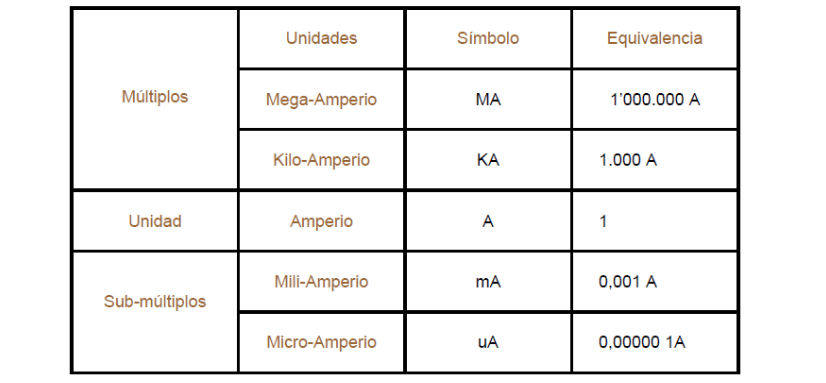 Unidades Símbolo Equivalencia
Múltiplos Mega-Amperio MA 1’000.000 A
Kilo-Amperio KA 1.000 A
Unidad Amperio A 1
Sub-múltiplos Mili-Amperio mA 0,001 A
Micro-Amperio uA 0,00000 1A